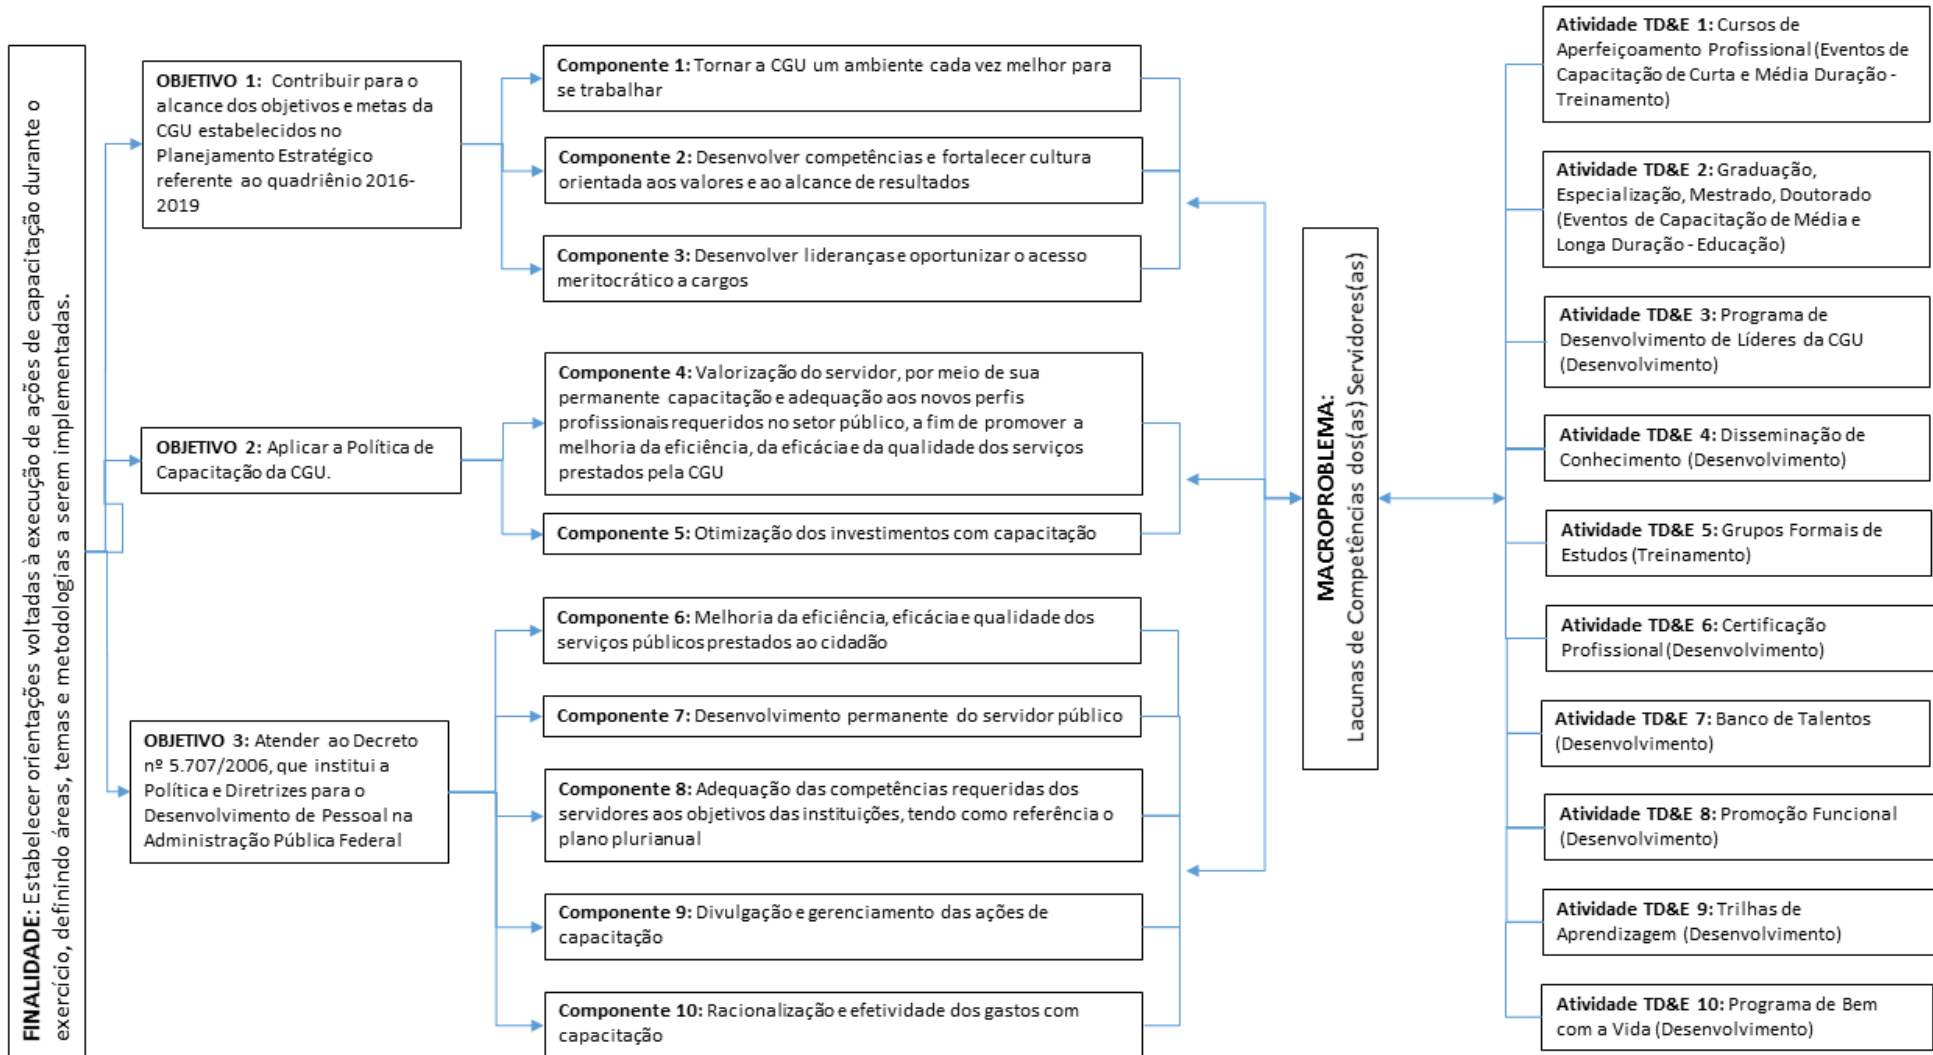 FINALIDADE: Estabelecer orientações voltadas à execução de ações de capacitação durante o
exercício, definindo áreas, temas e metodologias a serem implementadas.
OBJETIVO 1: Contribuir para o
alcance dos objetivos e metas da
CGU estabelecidos no
Planejamento Estratégico
referente ao quadriênio 2016-
2019
OBJETIVO 2: Aplicar a Política de
Capacitação da CGU.
OBJETIVO 3: Atender ao Decreto
nº 5.707/2006, que institui a
Política e Diretrizes para o
Desenvolvimento de Pessoal na
Administração Pública Federal
Componente 1: Tornar a CGU um ambiente cada vez melhor para
se trabalhar
Componente 2: Desenvolver competências e fortalecer cultura
orientada aos valores e ao alcance de resultados
Componente 3: Desenvolver lideranças e oportunizar o acesso
meritocrático a cargos
Componente 4: Valorização do servidor, por meio de sua
permanente capacitação e adequação aos novos perfis
profissionais requeridos no setor público, a fim de promover a
melhoria da eficiência, da eficácia e da qualidade dos serviços
prestados pela CGU
Componente 5: Otimização dos investimentos com capacitação
Componente 6: Melhoria da eficiência, eficácia e qualidade dos
serviços públicos prestados ao cidadão
Componente 7: Desenvolvimento permanente do servidor público
Componente 8: Adequação das competências requeridas dos
servidores aos objetivos das instituições, tendo como referência o
plano plurianual
Componente 9: Divulgação e gerenciamento das ações de
capacitação
Componente 10: Racionalização e efetividade dos gastos com
capacitação
MACROPROBLEMA:
Lacunas de Competências dos(as) Servidores(as)
Atividade TD&E 1: Cursos de
Aperfeiçoamento Profissional (Eventos de
Capacitação de Curta e Média Duração -
Treinamento)
Atividade TD&E 2: Graduação,
Especialização, Mestrado, Doutorado
(Eventos de Capacitação de Média e
Longa Duração - Educação)
Atividade TD&E 3: Programa de
Desenvolvimento de Líderes da CGU
(Desenvolvimento)
Atividade TD&E 4: Disseminação de
Conhecimento (Desenvolvimento)
Atividade TD&E 5: Grupos Formais de
Estudos (Treinamento)
Atividade TD&E 6: Certificação
Profissional (Desenvolvimento)
Atividade TD&E 7: Banco de Talentos
(Desenvolvimento)
Atividade TD&E 8: Promoção Funcional
(Desenvolvimento)
Atividade TD&E 9: Trilhas de
Aprendizagem (Desenvolvimento)
Atividade TD&E 10: Programa de Bem
com a Vida (Desenvolvimento)